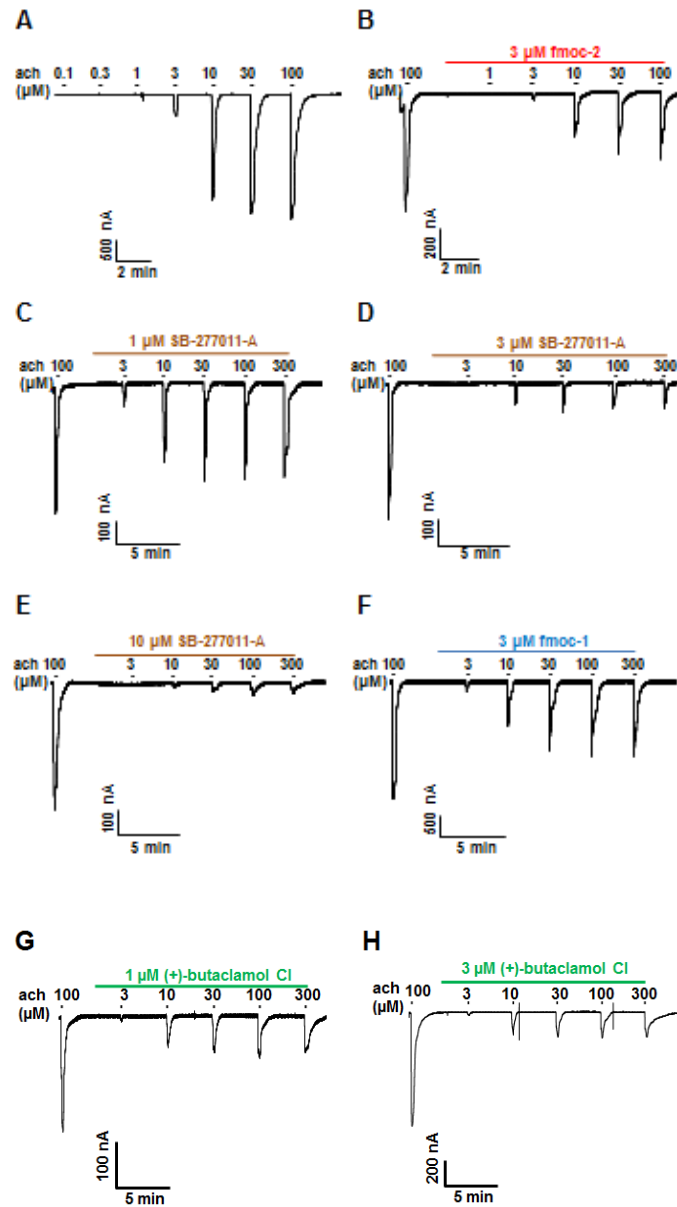 A
ach 0.1 0.3 1 3 10 30 100
(µM)
500 nA
2 min
B
3 µM fmoc-2
ach 100 1 3 10 30 100
(µM)
200 nA
2 min
C
1 µM SB-277011-A
ach 100 3 10 30 100 300
(µM)
100 nA
5 min
D
3 µM SB-277011-A
ach 100 3 10 30 100 300
(µM)
100 nA
5 min
E
10 µM SB-277011-A
ach 100 3 10 30 100 300
(µM)
100 nA
5 min
F
3 µM fmoc-1
ach 100 3 10 30 100 300
(µM)
500 nA
5 min
G
1 µM (+)-butaclamol Cl
ach 100 3 10 30 100 300
(µM)
100 nA
5 min
H
3 µM (+)-butaclamol Cl
ach 100 3 10 30 100 300
(µM)
200 nA
5 min